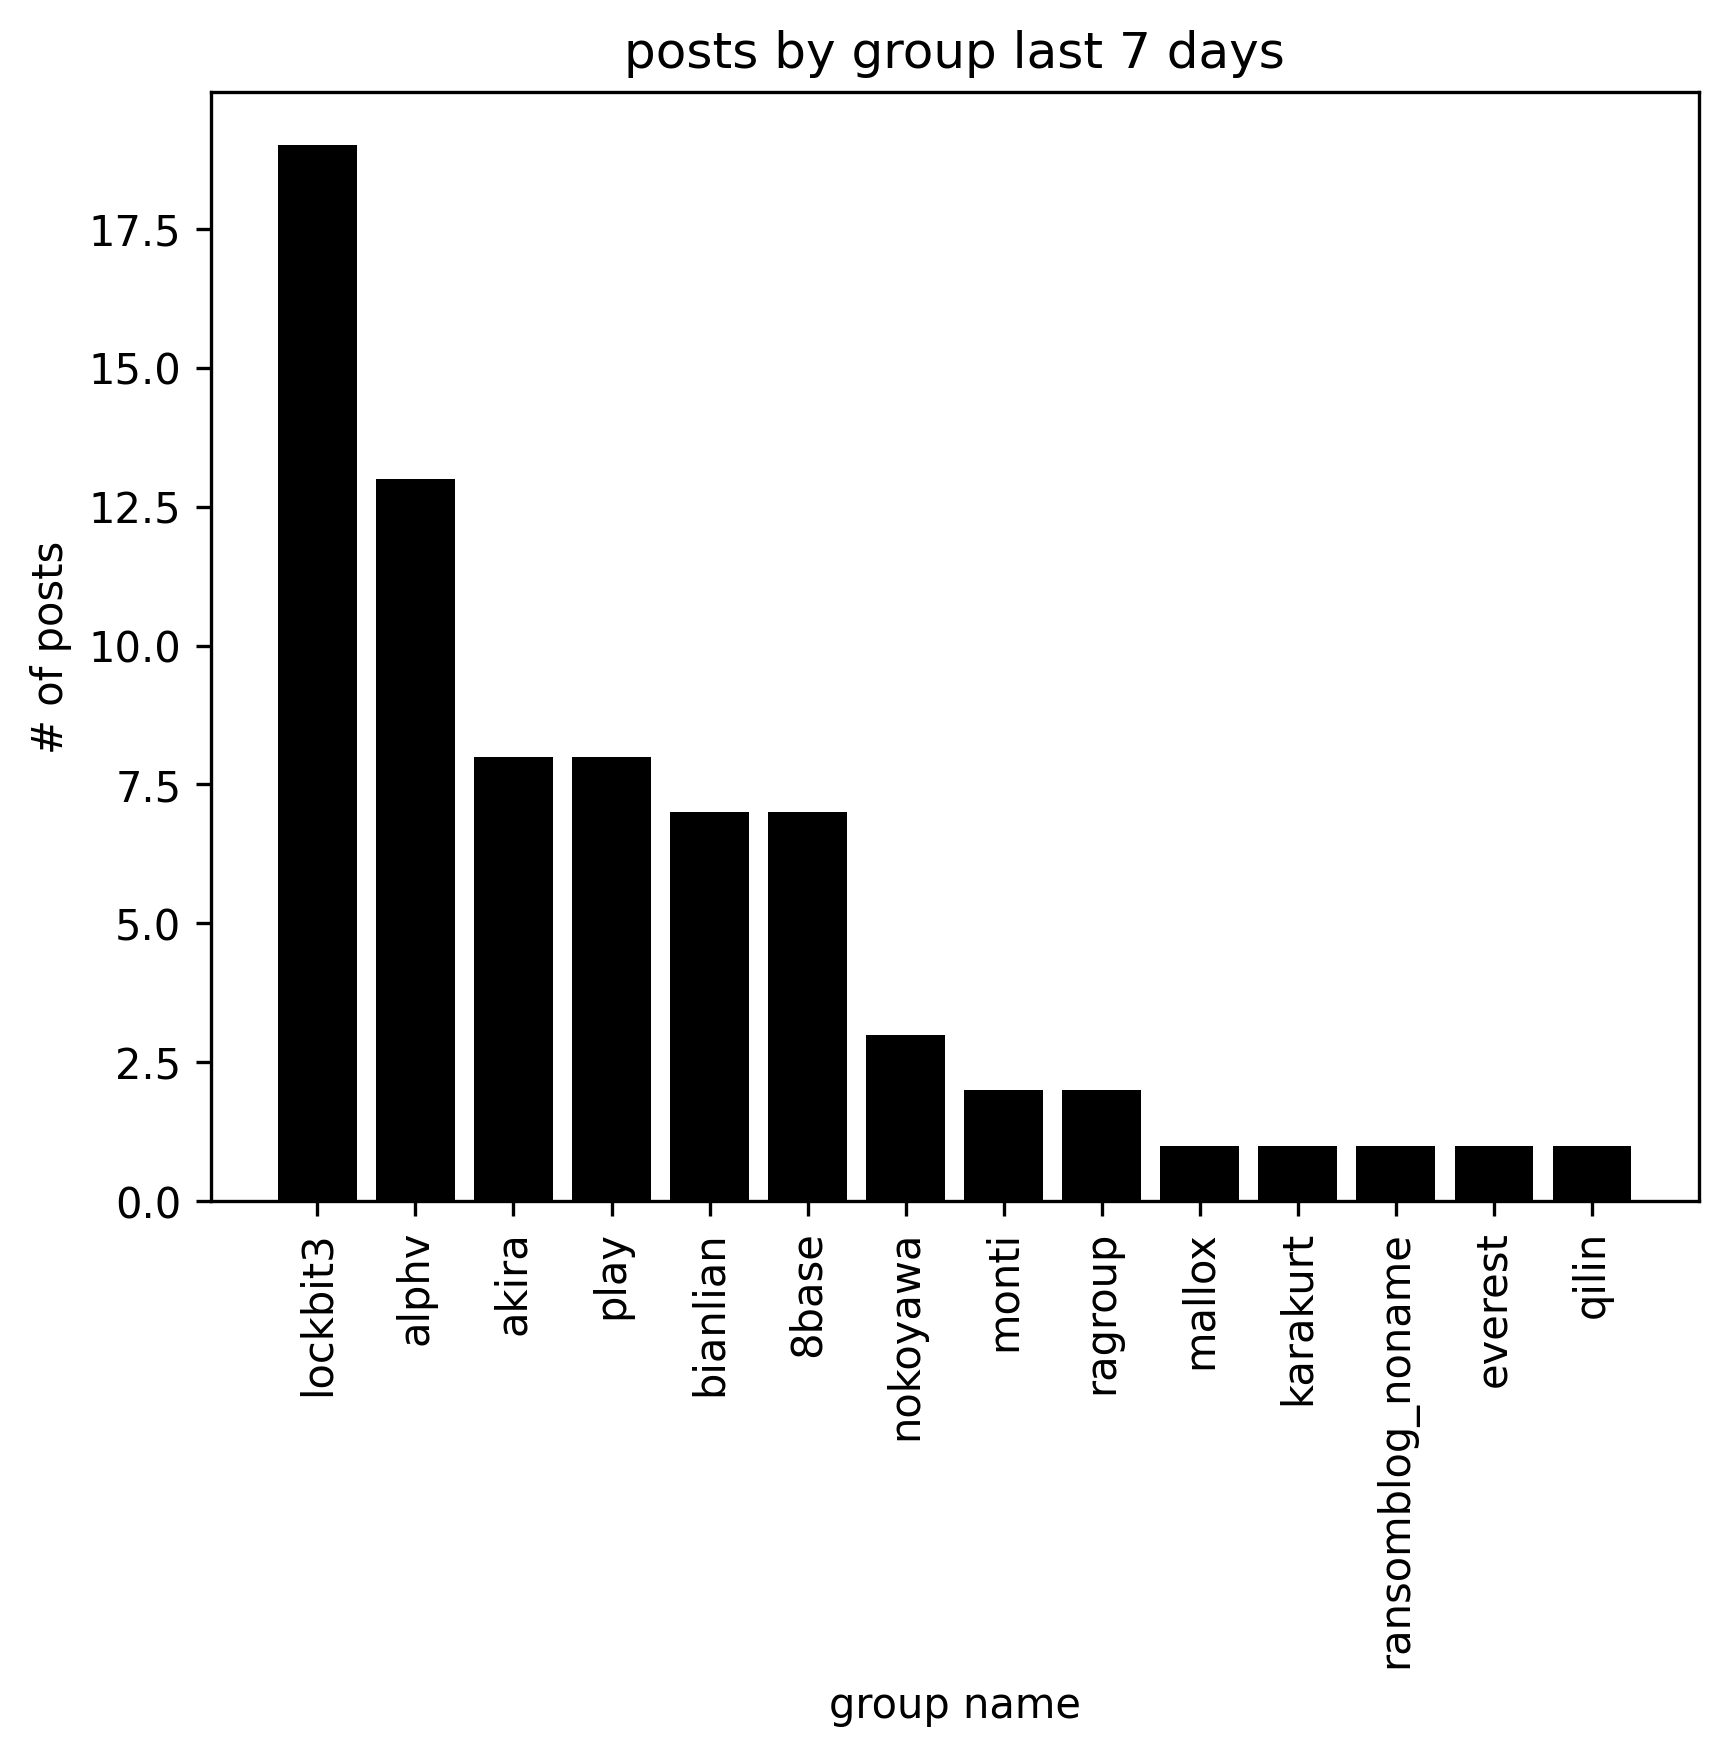 posts by group last 7 days
# of posts
17.5
15.0
12.5
10.0
7.5
5.0
2.5
0.0
lockbit3
alphv
akira
play
bianlian
8base
nokoyawa
monti
ragroup
mallox
karakurt
ransomblog_noname
everest
qilin
group name